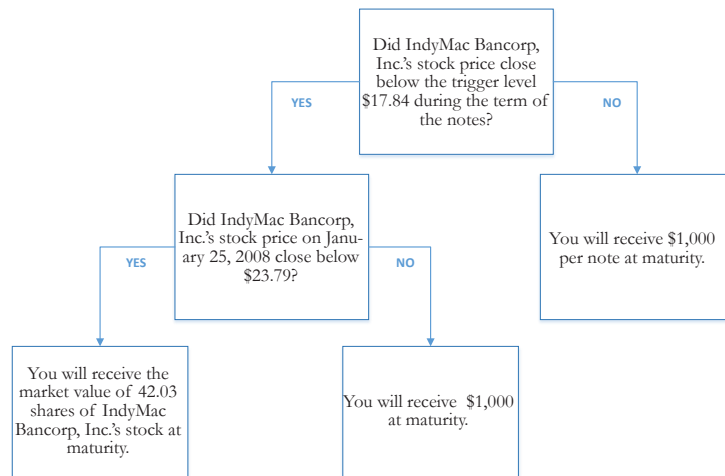 Did IndyMac Bancorp,
Inc.'s stock price close
below the trigger level
$17.84 during the term of
the notes?
YES
NO
Did IndyMac Bancorp,
Inc.'s stock price on Janu-
ary 25, 2008 close below
$23.79?
You will receive $1,000
per note at maturity.
YES
NO
You will receive the
market value of 42.03
shares of IndyMac
Bancorp, Inc.'s stock at
maturity.
You will receive $1,000
at maturity.